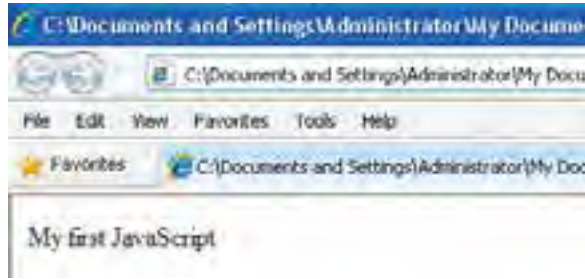 C:\Documents and Settings\Administrator\My Docume
C:\Documents and Settings\Administrator\My Docu
File Edit View Favorites Tools Help
Favorites C:\Documents and Settings\Administrator\My Doc
My first JavaScript